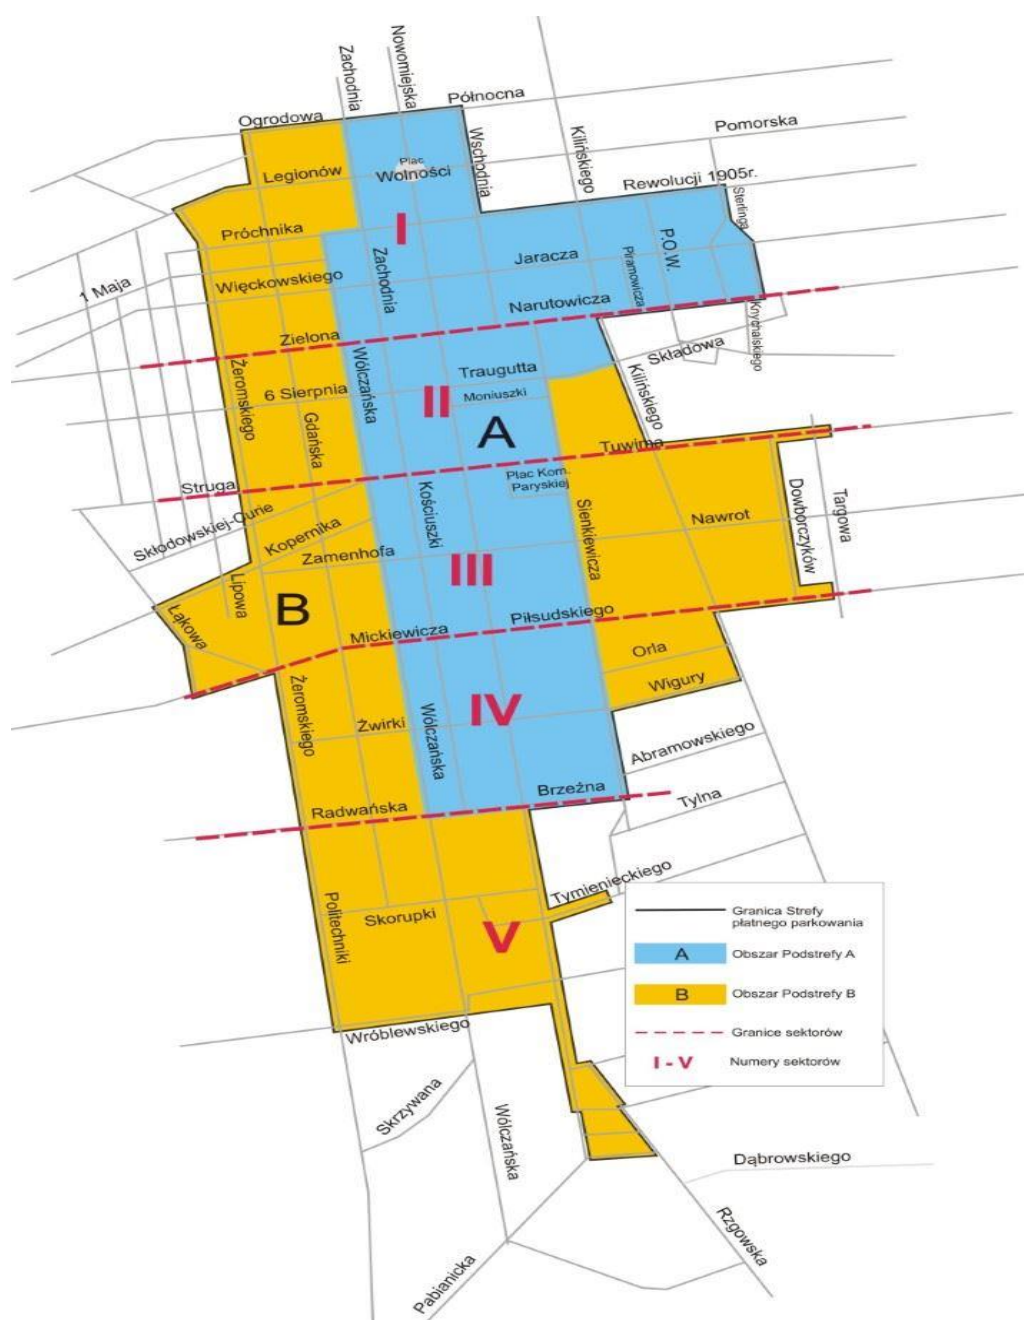 Zachodnia
Nowomiejska
Ogrodowa
Północna
Wschodnia
Kilińskiego
Pomorska
Legionów
Plac
Wolności
Rewolucji 1905r.
Sterlinga
Próchnika
I
P.O.W.
Zachodnia
Jaracza
Piramowicza
1 Maja
Więckowskiego
Narutowicza
Knychalskiego
Zielona
Składowa
Żeromskiego
Wólczańska
Traugutta
Kilińskiego
6 Sierpnia
II
Moniuszki
Gdańska
A
Tuwima
Struga
Plac Kom.
Paryskiej
Skłodowskiej-Curie
Kościuszki
Sienkiewicza
Dowborczyków
Targowa
Kopernika
Nawrot
Zamenhofa
III
Lipowa
B
Łąkowa
Mickiewicza
Piłsudskiego
Orla
Żeromskiego
Wigury
IV
Żwirki
Wólczańska
Abramowskiego
Brzeźna
Radwańska
Tylna
Tymienieckiego
Politechniki
Skorupki
V
Granica Strefy
płatnego parkowania
A Obszar Podstrefy A
B Obszar Podstrefy B
Granice sektorów
I - V Numery sektorów
Wróblewskiego
Skrzywana
Wólczańska
Dąbrowskiego
Rzgowska
Pabianicka